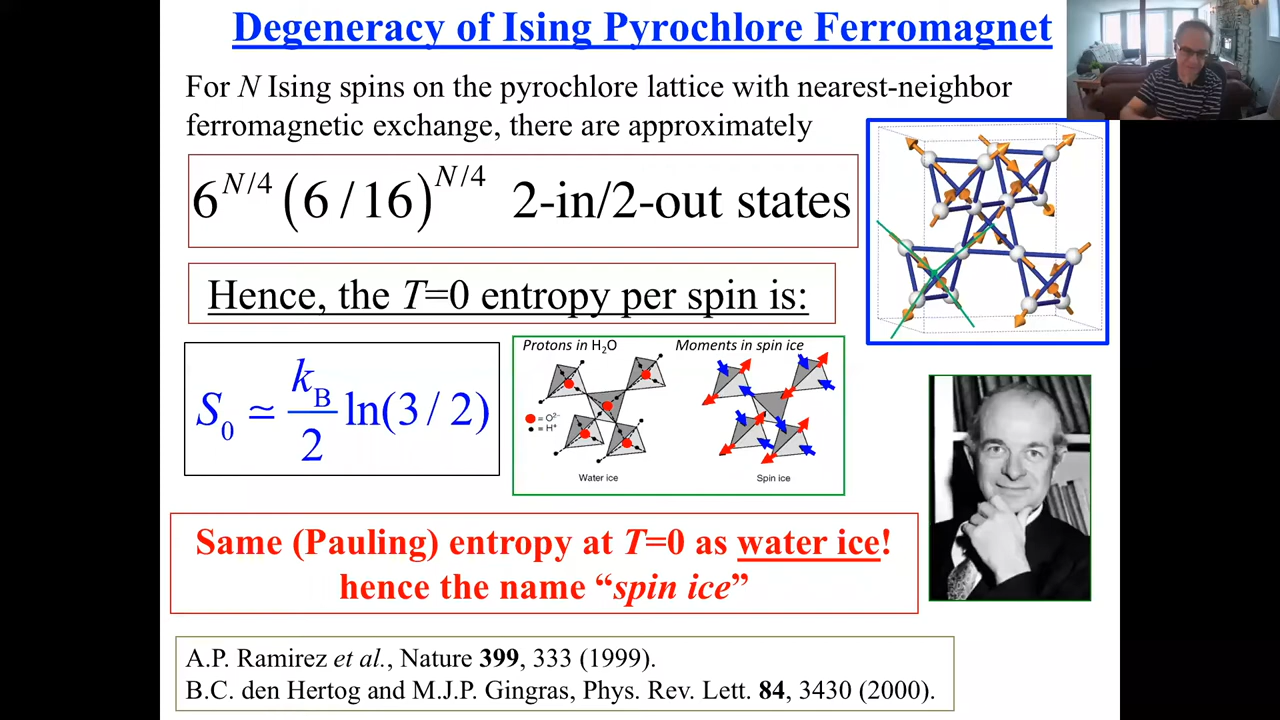 Degeneracy of Ising Pyrochlore Ferromagnet
For N Ising spins on the pyrochlore lattice with nearest-neighbor
ferromagnetic exchange, there are approximately
6^{N/4} (6/16)^{N/4} 2-in/2-out states
Hence, the T=0 entropy per spin is:
S_0 ≃ k_B/2 ln(3/2)
Protons in H₂O
Moments in spin ice
= O²⁻
= H⁺
Water ice
Spin ice
Same (Pauling) entropy at T=0 as water ice!
hence the name “spin ice”
A.P. Ramirez et al., Nature 399, 333 (1999).
B.C. den Hertog and M.J.P. Gingras, Phys. Rev. Lett. 84, 3430 (2000).